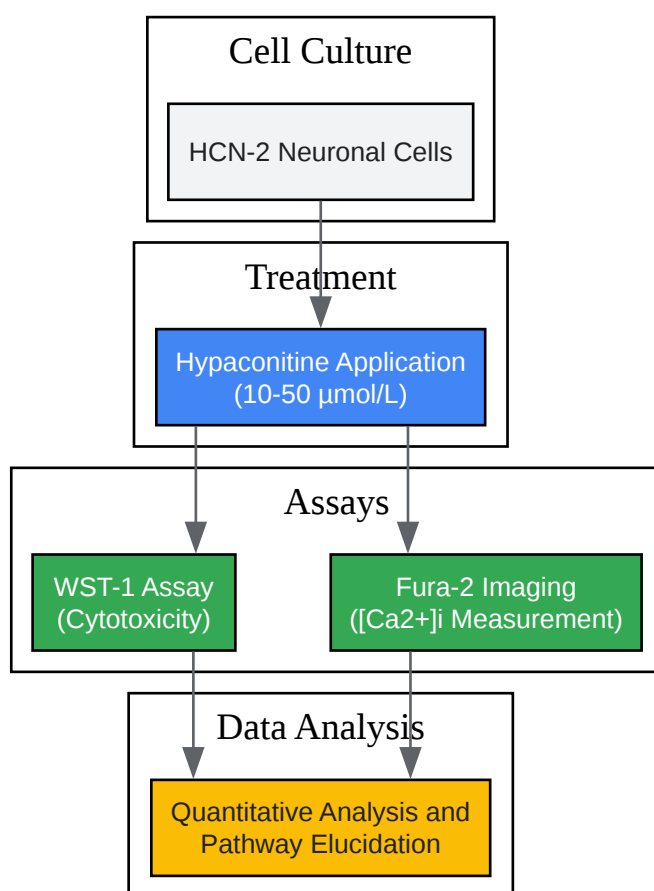 Cell Culture
HCN-2 Neuronal Cells
Treatment
Hypaconitine Application
(10-50 µmol/L)
Assays
WST-1 Assay
(Cytotoxicity)
Fura-2 Imaging
([Ca2+]i Measurement)
Data Analysis
Quantitative Analysis and
Pathway Elucidation